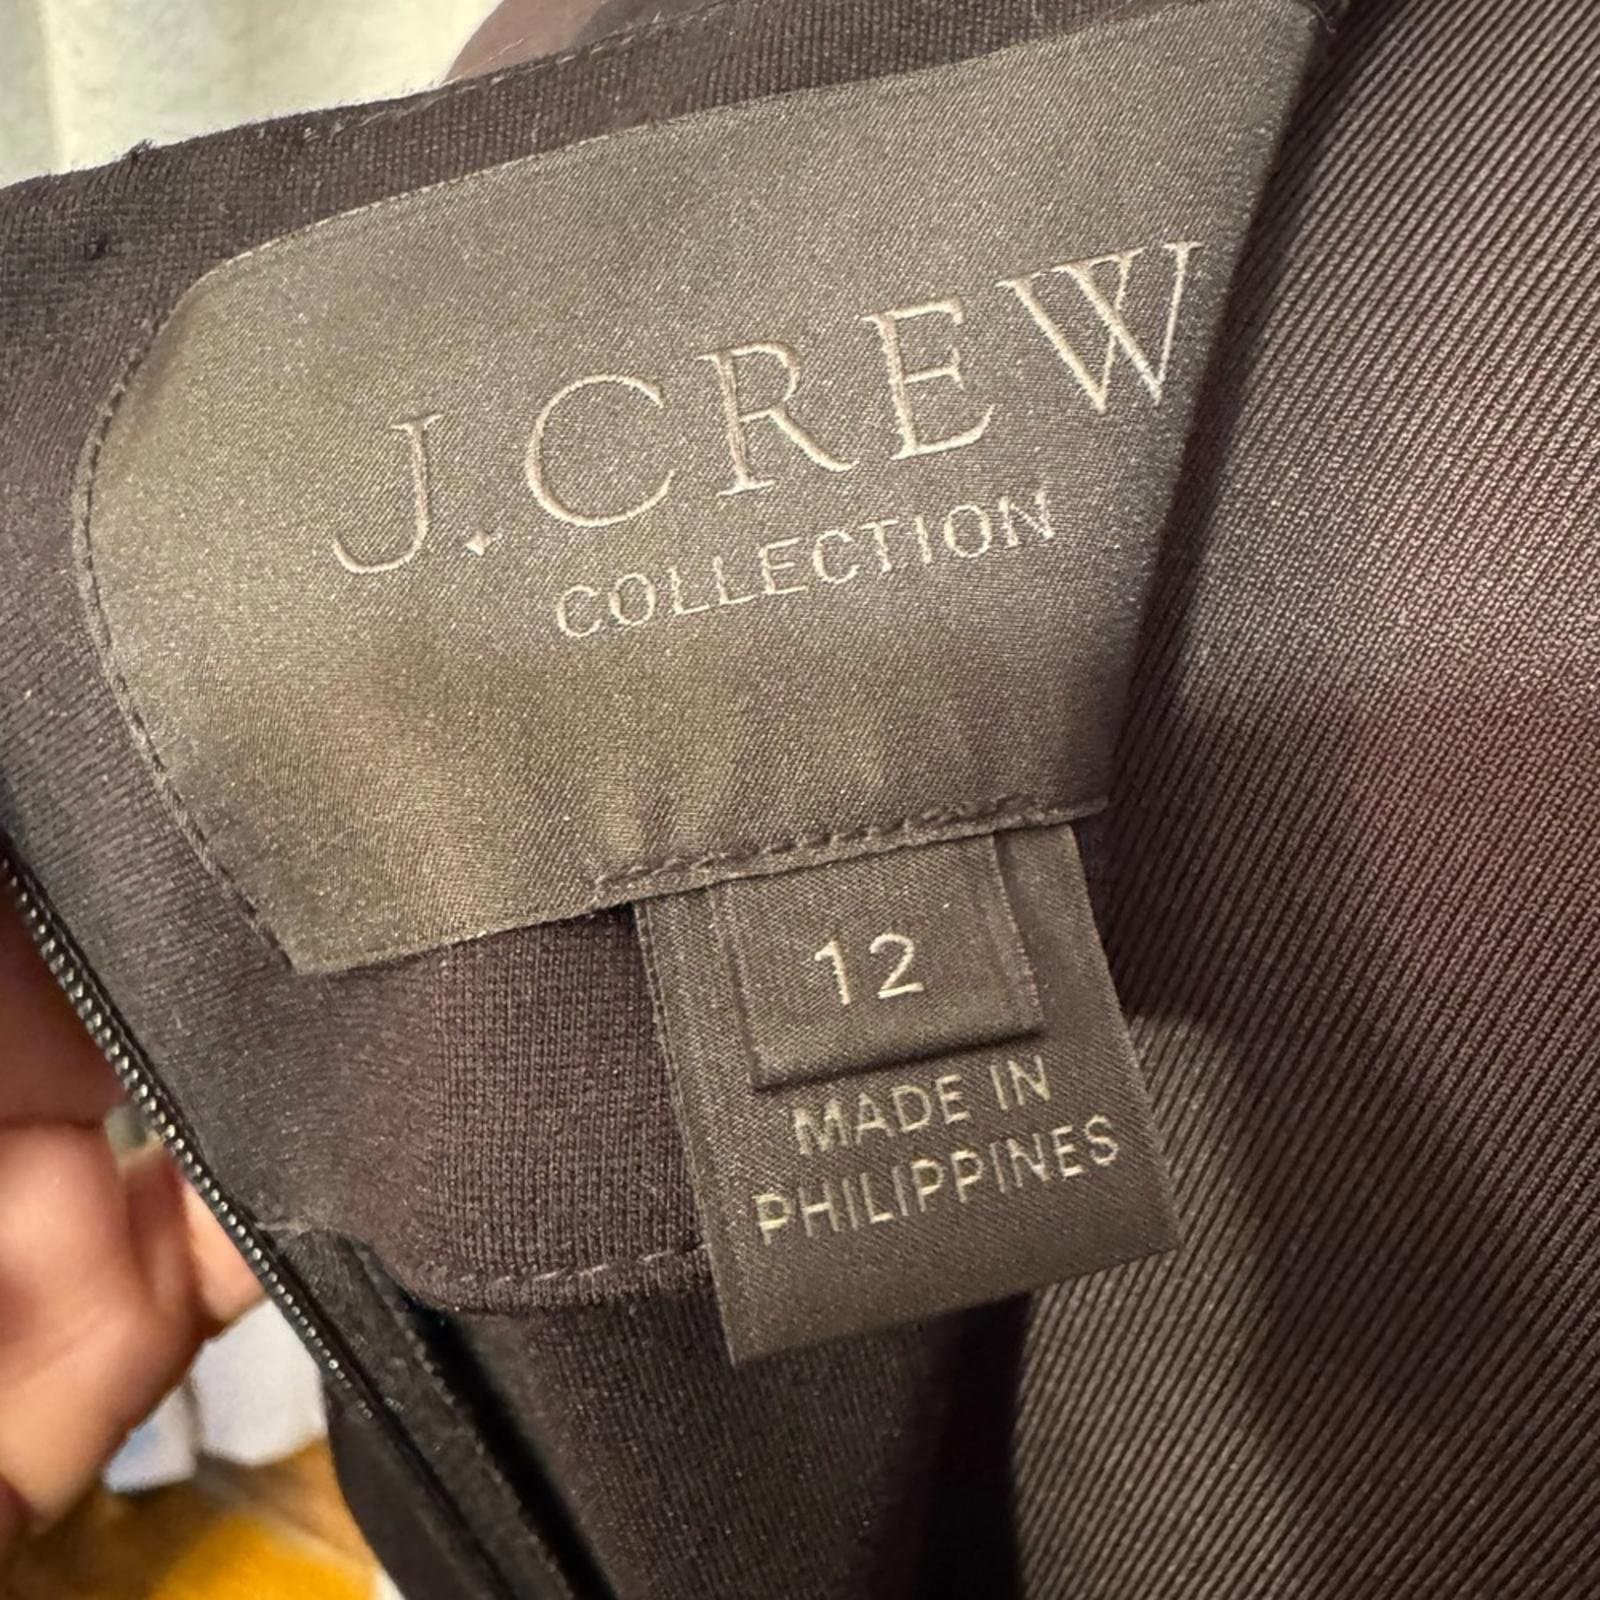 J.CREW
COLLECTION
12
MADE IN
PHILIPPINES